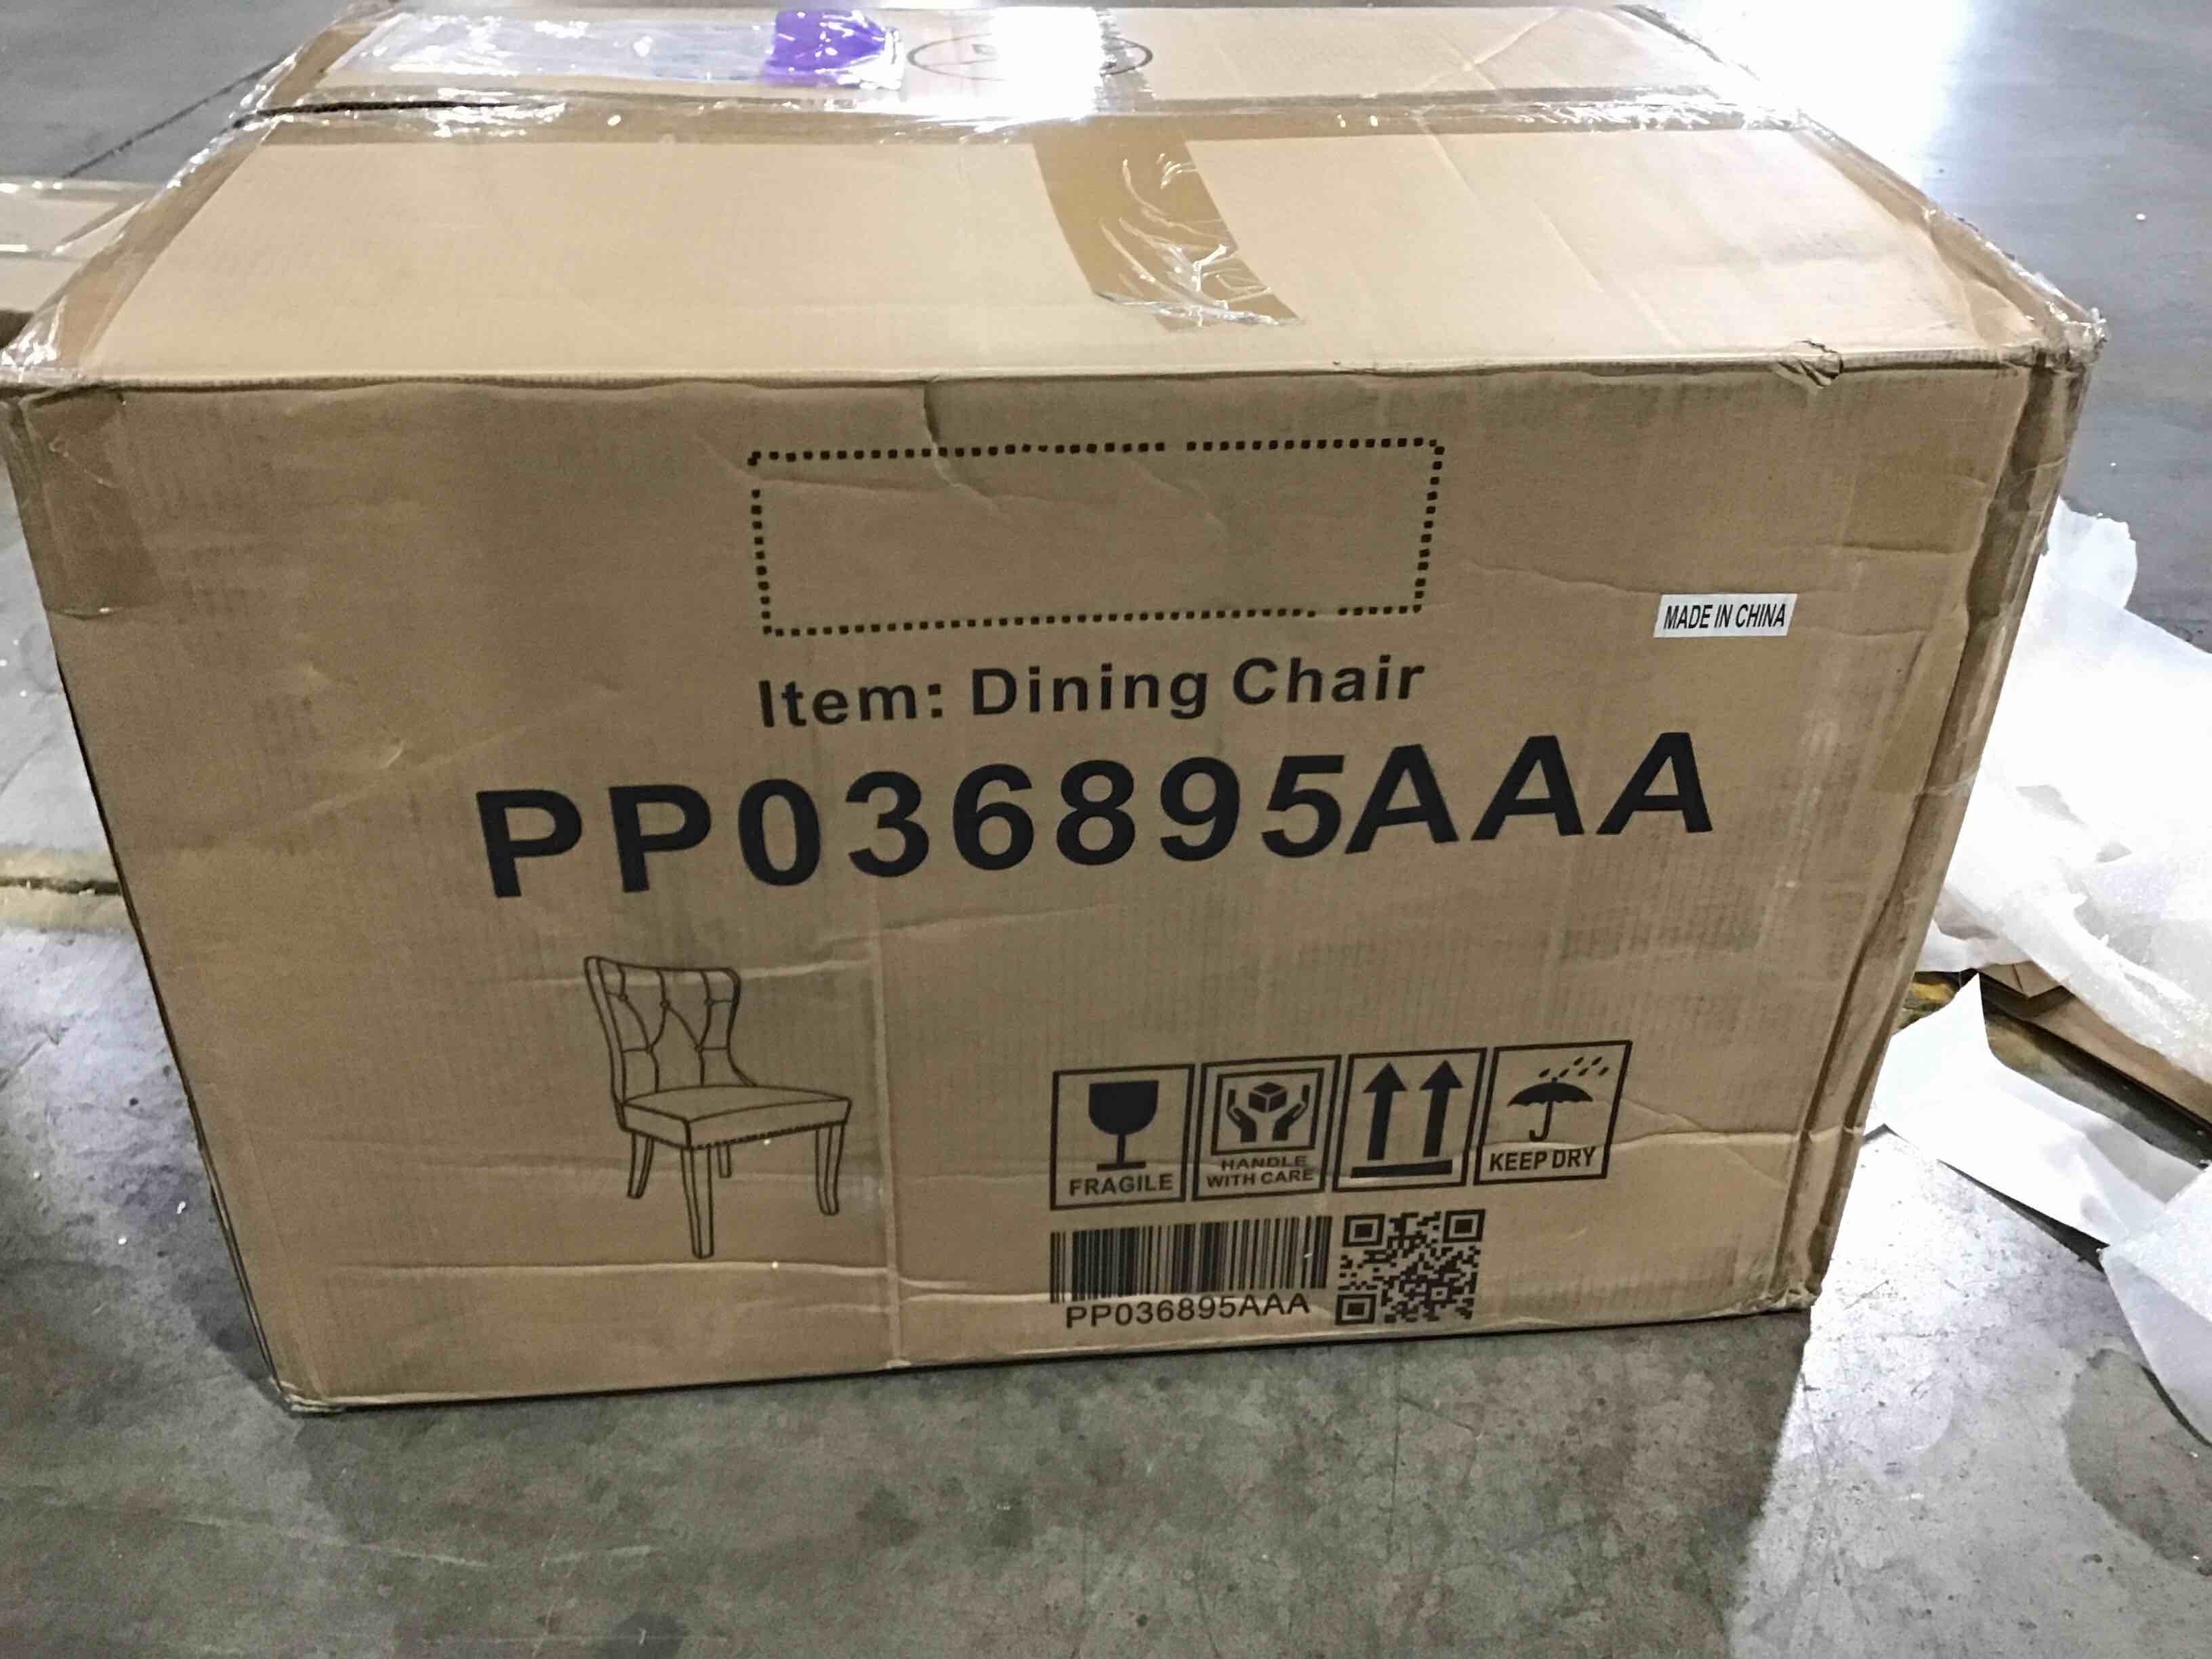 MADE IN CHINA
Item: Dining Chair
PP036895AAA
FRAGILE
HANDLE
WITH CARE
KEEP DRY
PP036895AAA